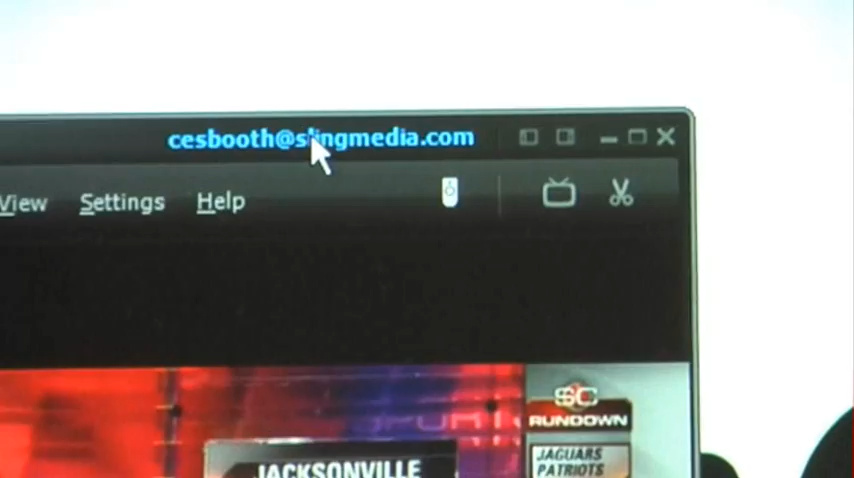 cesbooth@slingmedia.com
View Settings Help
SC
RUNDOWN
JACKSONVILLE
JAGUARS
PATRIOTS